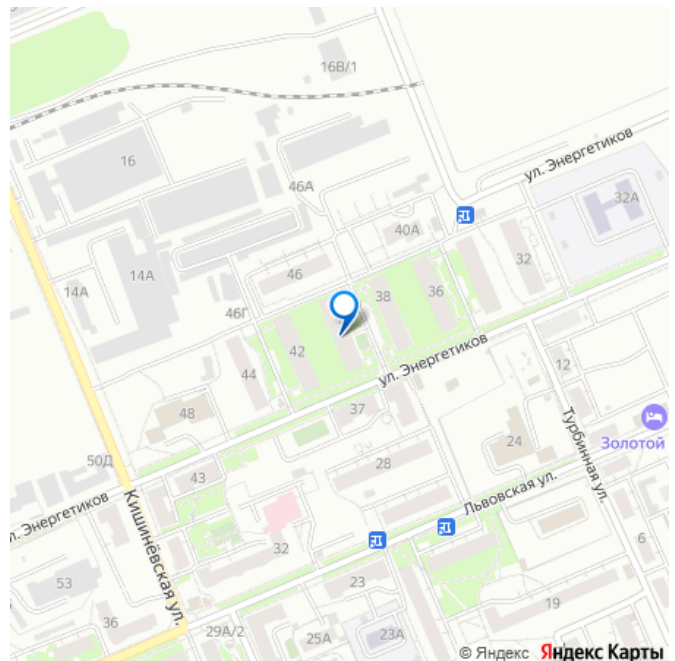 16В/1
ул. Энергетиков
16
46А
32А
40А
32
14А
46
14А
46Г
38
36
42
ул. Энергетиков
44
12
37
48
Турбинная ул.
24
Золотой
50Д
43
28
Львовская ул.
Кишинёвская ул.
л. Энергетиков
32
6
53
23
19
36
29А/2
25А
23А
© Яндекс Яндекс Карты